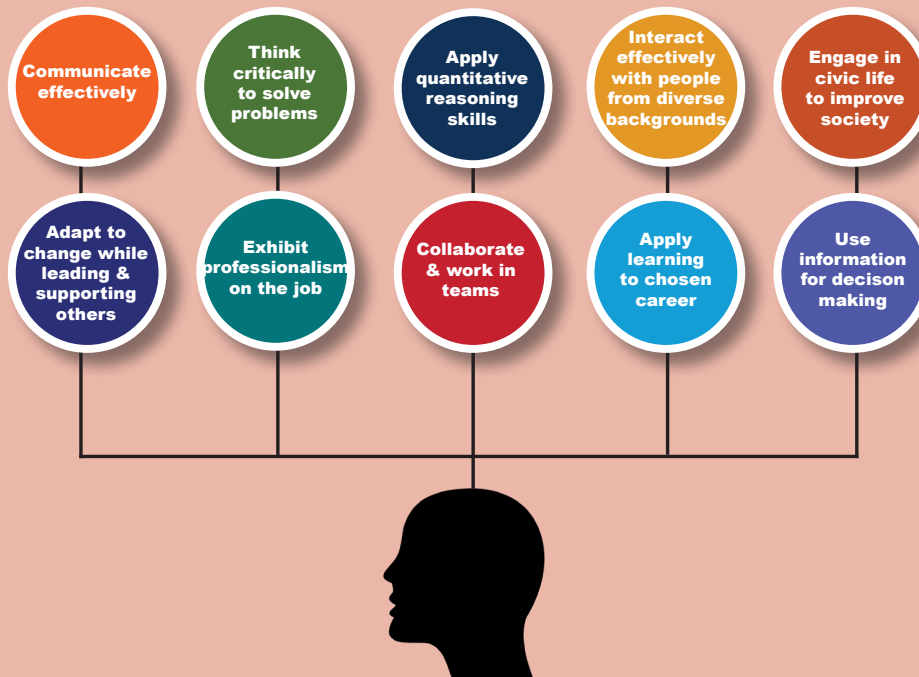 Communicate
effectively
Think
critically
to solve
problems
Apply
quantitative
reasoning
skills
Interact
effectively
with people
from diverse
backgrounds
Engage in
civic life
to improve
society
Adapt to
change while
leading &
supporting
others
Exhibit
professionalism
on the job
Collaborate
& work in
teams
Apply
learning
to chosen
career
Use
information
for decison
making